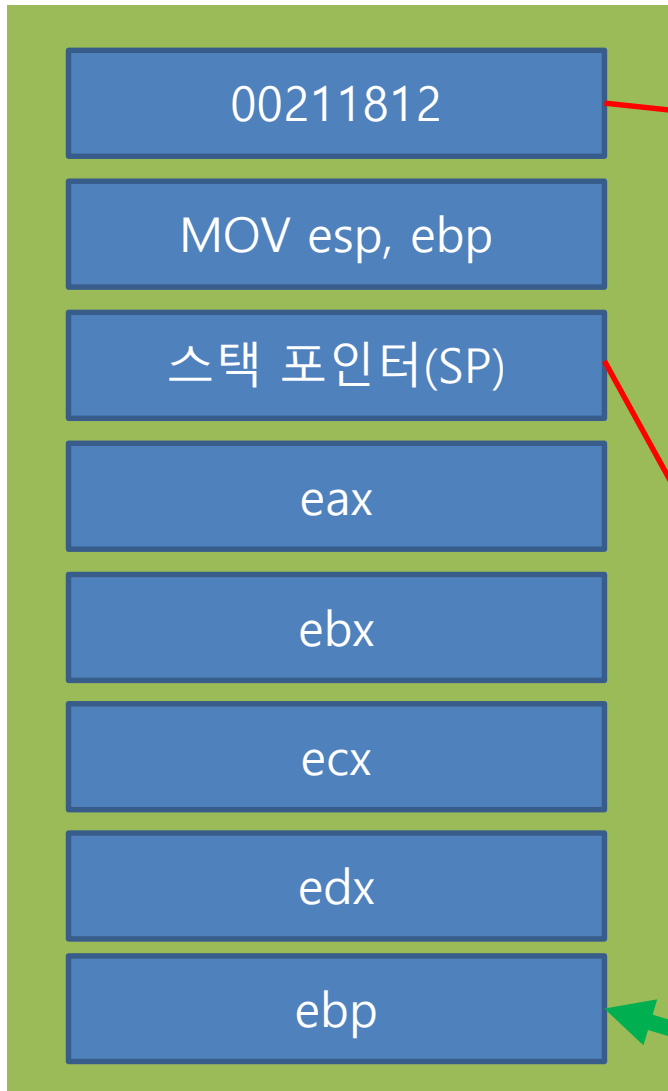 00211812
MOV esp, ebp
스택 포인터(SP)
eax
ebx
ecx
edx
ebp